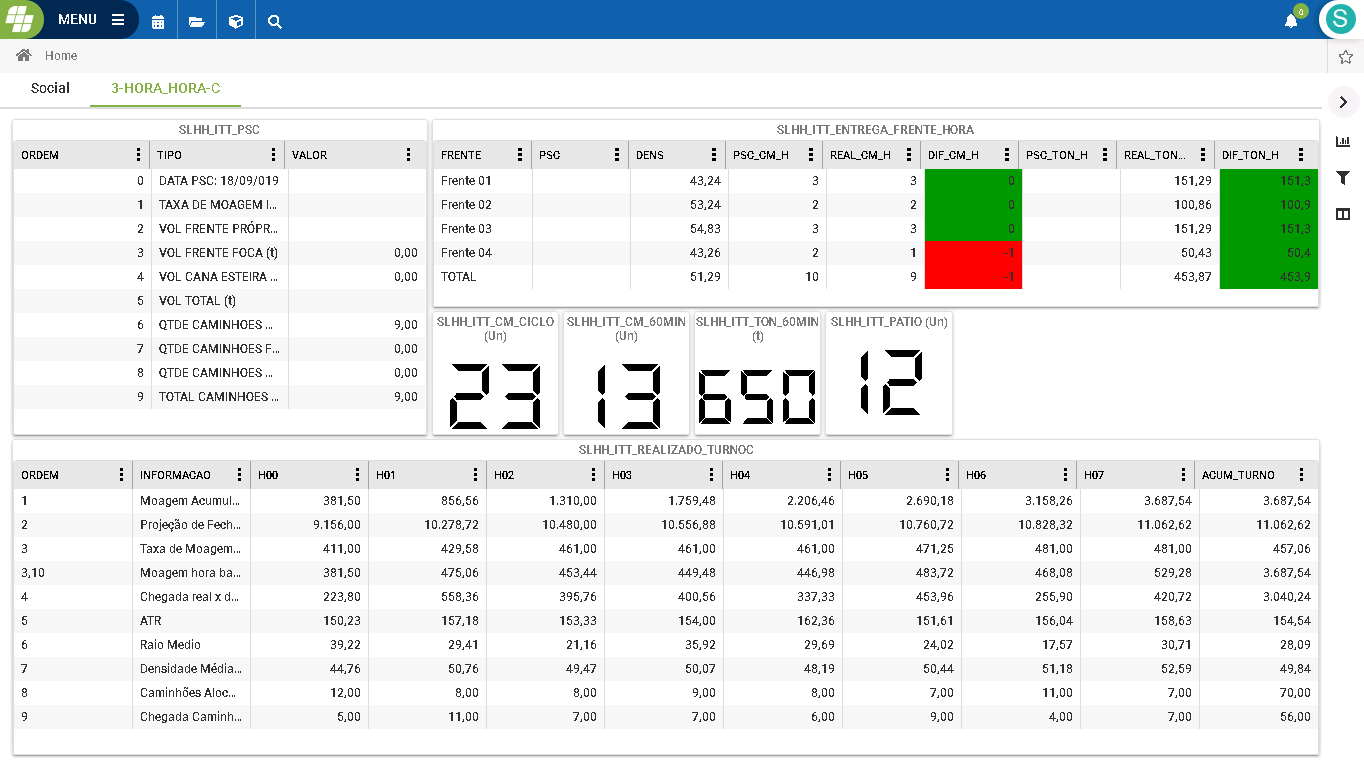 MENU
0
S
Home
Social 3-HORA_HORA-C
SLHH_ITT_PSC
ORDEM TIPO VALOR
0 DATA PSC: 18/09/019
1 TAXA DE MOAGEM I...
2 VOL FRENTE PRÓPR...
3 VOL FRENTE FOCA (t) 0,00
4 VOL CANA ESTEIRA ... 0,00
5 VOL TOTAL (t)
6 QTDE CAMINHOES ... 9,00
7 QTDE CAMINHOES F... 0,00
8 QTDE CAMINHOES ... 0,00
9 TOTAL CAMINHOES ... 9,00
SLHH_ITT_ENTREGA_FRENTE_HORA
FRENTE PSC DENS PSC_CM_H REAL_CM_H DIF_CM_H PSC_TON_H REAL_TON... DIF_TON_H
Frente 01 43,24 3 3 0 151,29 151,3
Frente 02 53,24 2 2 0 100,86 100,9
Frente 03 54,83 3 3 0 151,29 151,3
Frente 04 43,26 2 1 -1 50,43 50,4
TOTAL 51,29 10 9 -1 453,87 453,9
SLHH_ITT_CM_CICLO
(Un)
23
SLHH_ITT_CM_60MIN
(Un)
13
SLHH_ITT_TON_60MIN
(t)
650
SLHH_ITT_PATIO (Un)
12
SLHH_ITT_REALIZADO_TURNOC
ORDEM INFORMACAO H00 H01 H02 H03 H04 H05 H06 H07 ACUM_TURNO
1 Moagem Acumul... 381,50 856,56 1.310,00 1.759,48 2.206,46 2.690,18 3.158,26 3.687,54 3.687,54
2 Projeção de Fech... 9.156,00 10.278,72 10.480,00 10.556,88 10.591,01 10.760,72 10.828,32 11.062,62 11.062,62
3 Taxa de Moagem... 411,00 429,58 461,00 461,00 461,00 471,25 481,00 481,00 457,06
3,10 Moagem hora ba... 381,50 475,06 453,44 449,48 446,98 483,72 468,08 529,28 3.687,54
4 Chegada real x d... 223,80 558,36 395,76 400,56 337,33 453,96 255,90 420,72 3.040,24
5 ATR 150,23 157,18 153,33 154,00 162,36 151,61 156,04 158,63 154,54
6 Raio Medio 39,22 29,41 21,16 35,92 29,69 24,02 17,57 30,71 28,09
7 Densidade Média... 44,76 50,76 49,47 50,07 48,19 50,44 51,18 52,59 49,84
8 Caminhões Aloc... 12,00 8,00 8,00 9,00 8,00 7,00 11,00 7,00 70,00
9 Chegada Caminh... 5,00 11,00 7,00 7,00 6,00 9,00 4,00 7,00 56,00